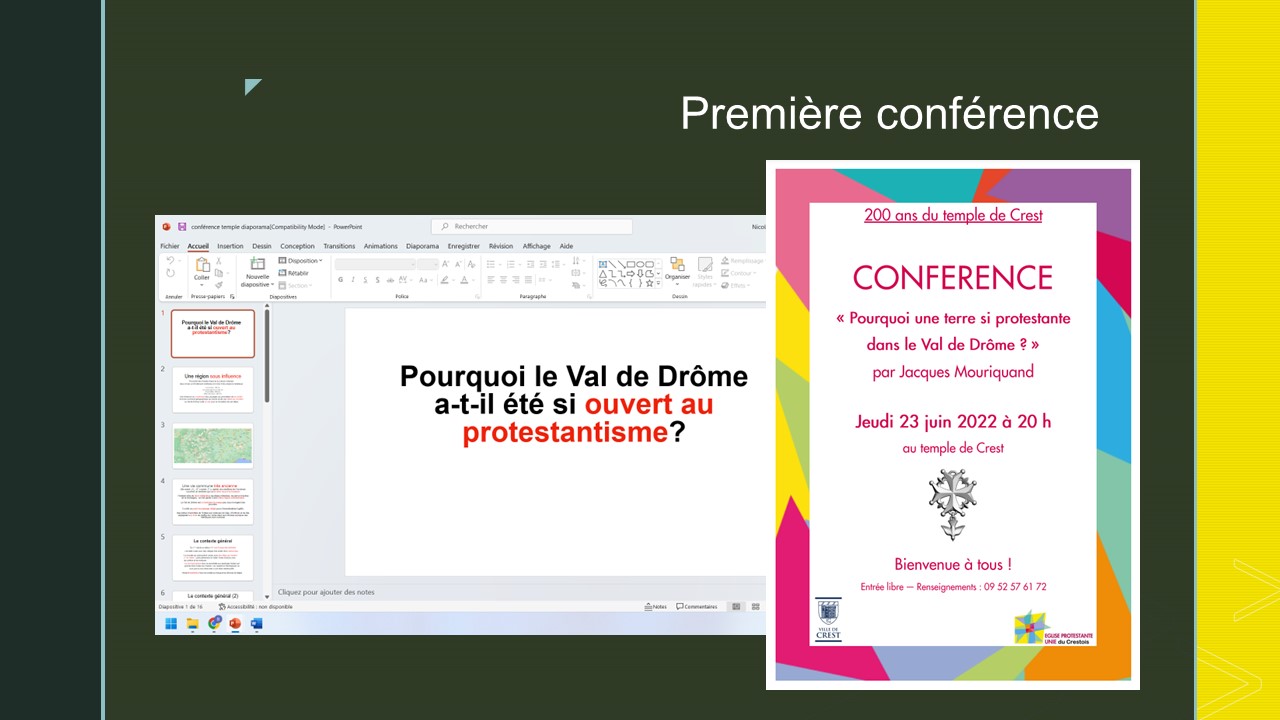 Première conférence
conférence temple diaporama[Compatibility Mode] - PowerPoint
Rechercher
Fichier Accueil Insertion Dessin Conception Transitions Animations Diaporama Enregistrer Révision Affichage Aide
Coller
Nouvelle
diapositive
Disposition
Rétablir
Section
Organiser
Styles
rapides
Remplissage
Contour
Effets
Annuler Presse-papiers Diapositives Police Paragraphe Dessin
1
Pourquoi le Val de Drôme
a-t-il été si ouvert au
protestantisme?
2
Une région sous influence
3
4
Une vie commune très ancienne
5
Le contexte général
6
Le contexte général (2)
Pourquoi le Val de Drôme
a-t-il été si ouvert au
protestantisme?
Cliquez pour ajouter des notes
Diapositive 1 de 16 Accessibilité : non disponible Notes Commentaires
200 ans du temple de Crest
CONFERENCE
« Pourquoi une terre si protestante
dans le Val de Drôme ? »
par Jacques Mouriquand
Jeudi 23 juin 2022 à 20 h
au temple de Crest
Bienvenue à tous !
Entrée libre — Renseignements : 09 52 57 61 72
VILLE DE
CREST
EGLISE PROTESTANTE
UNIE du Crestois